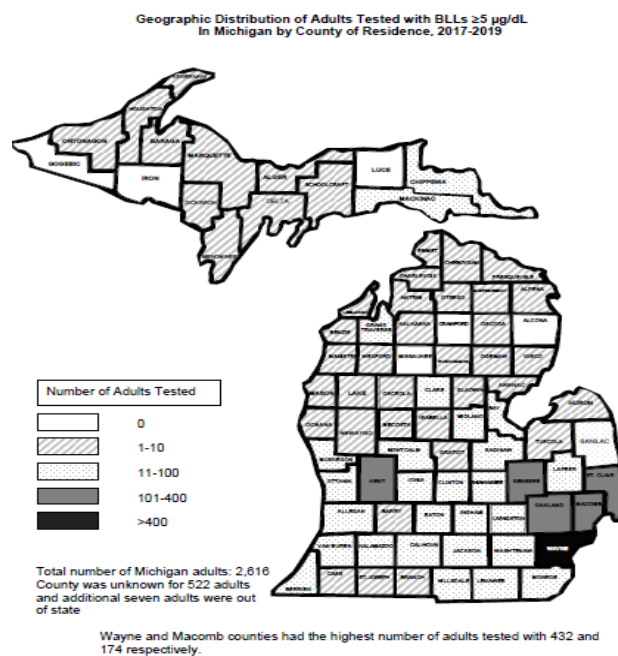 Geographic Distribution of Adults Tested with BLLs ≥5 µg/dL
In Michigan by County of Residence, 2017-2019
HOUGHTON
ONTONAGON
BARAGA
MARQUETTE
GOGEBIC
IRON
ALGER
LUCE
SCHOOLCRAFT
CHIPPEWA
MACKINAC
DICKINSON
DELTA
MENOMINEE
EMMET
CHEBOYGAN
PRESQUE ISLE
CHARLEVOIX
ANTRIM
OTSEGO
ALPENA
BENZIE
GRAND
TRAVERSE
KALKASKA
CRAWFORD
OSCODA
ALCONA
MANISTEE
WEXFORD
MISSAUKEE
OGEMAW
IOSCO
MASON
LAKE
OSCEOLA
CLARE
GLADWIN
ARENAC
HURON
OCEANA
NEWAYGO
MECOSTA
ISABELLA
MIDLAND
BAY
TUSCOLA
SANILAC
MUSKEGON
MONTCALM
GRATIOT
SAGINAW
LAPEER
ST. CLAIR
OTTAWA
KENT
IONIA
CLINTON
SHIAWASSEE
GENESEE
OAKLAND
MACOMB
ALLEGAN
BARRY
EATON
INGHAM
LIVINGSTON
VAN BUREN
KALAMAZOO
CALHOUN
JACKSON
WASHTENAW
WAYNE
BERRIEN
CASS
ST. JOSEPH
BRANCH
HILLSDALE
LENAWEE
MONROE
Number of Adults Tested
0
1-10
11-100
101-400
>400
Total number of Michigan adults: 2,616
County was unknown for 522 adults
and additional seven adults were out
of state
Wayne and Macomb counties had the highest number of adults tested with 432 and
174 respectively.